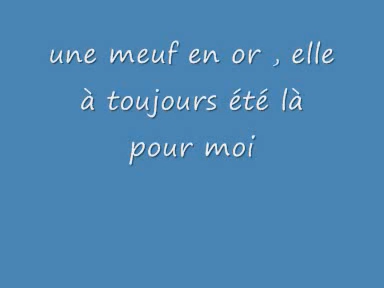 une meuf en or , elle
à toujours été là
pour moi